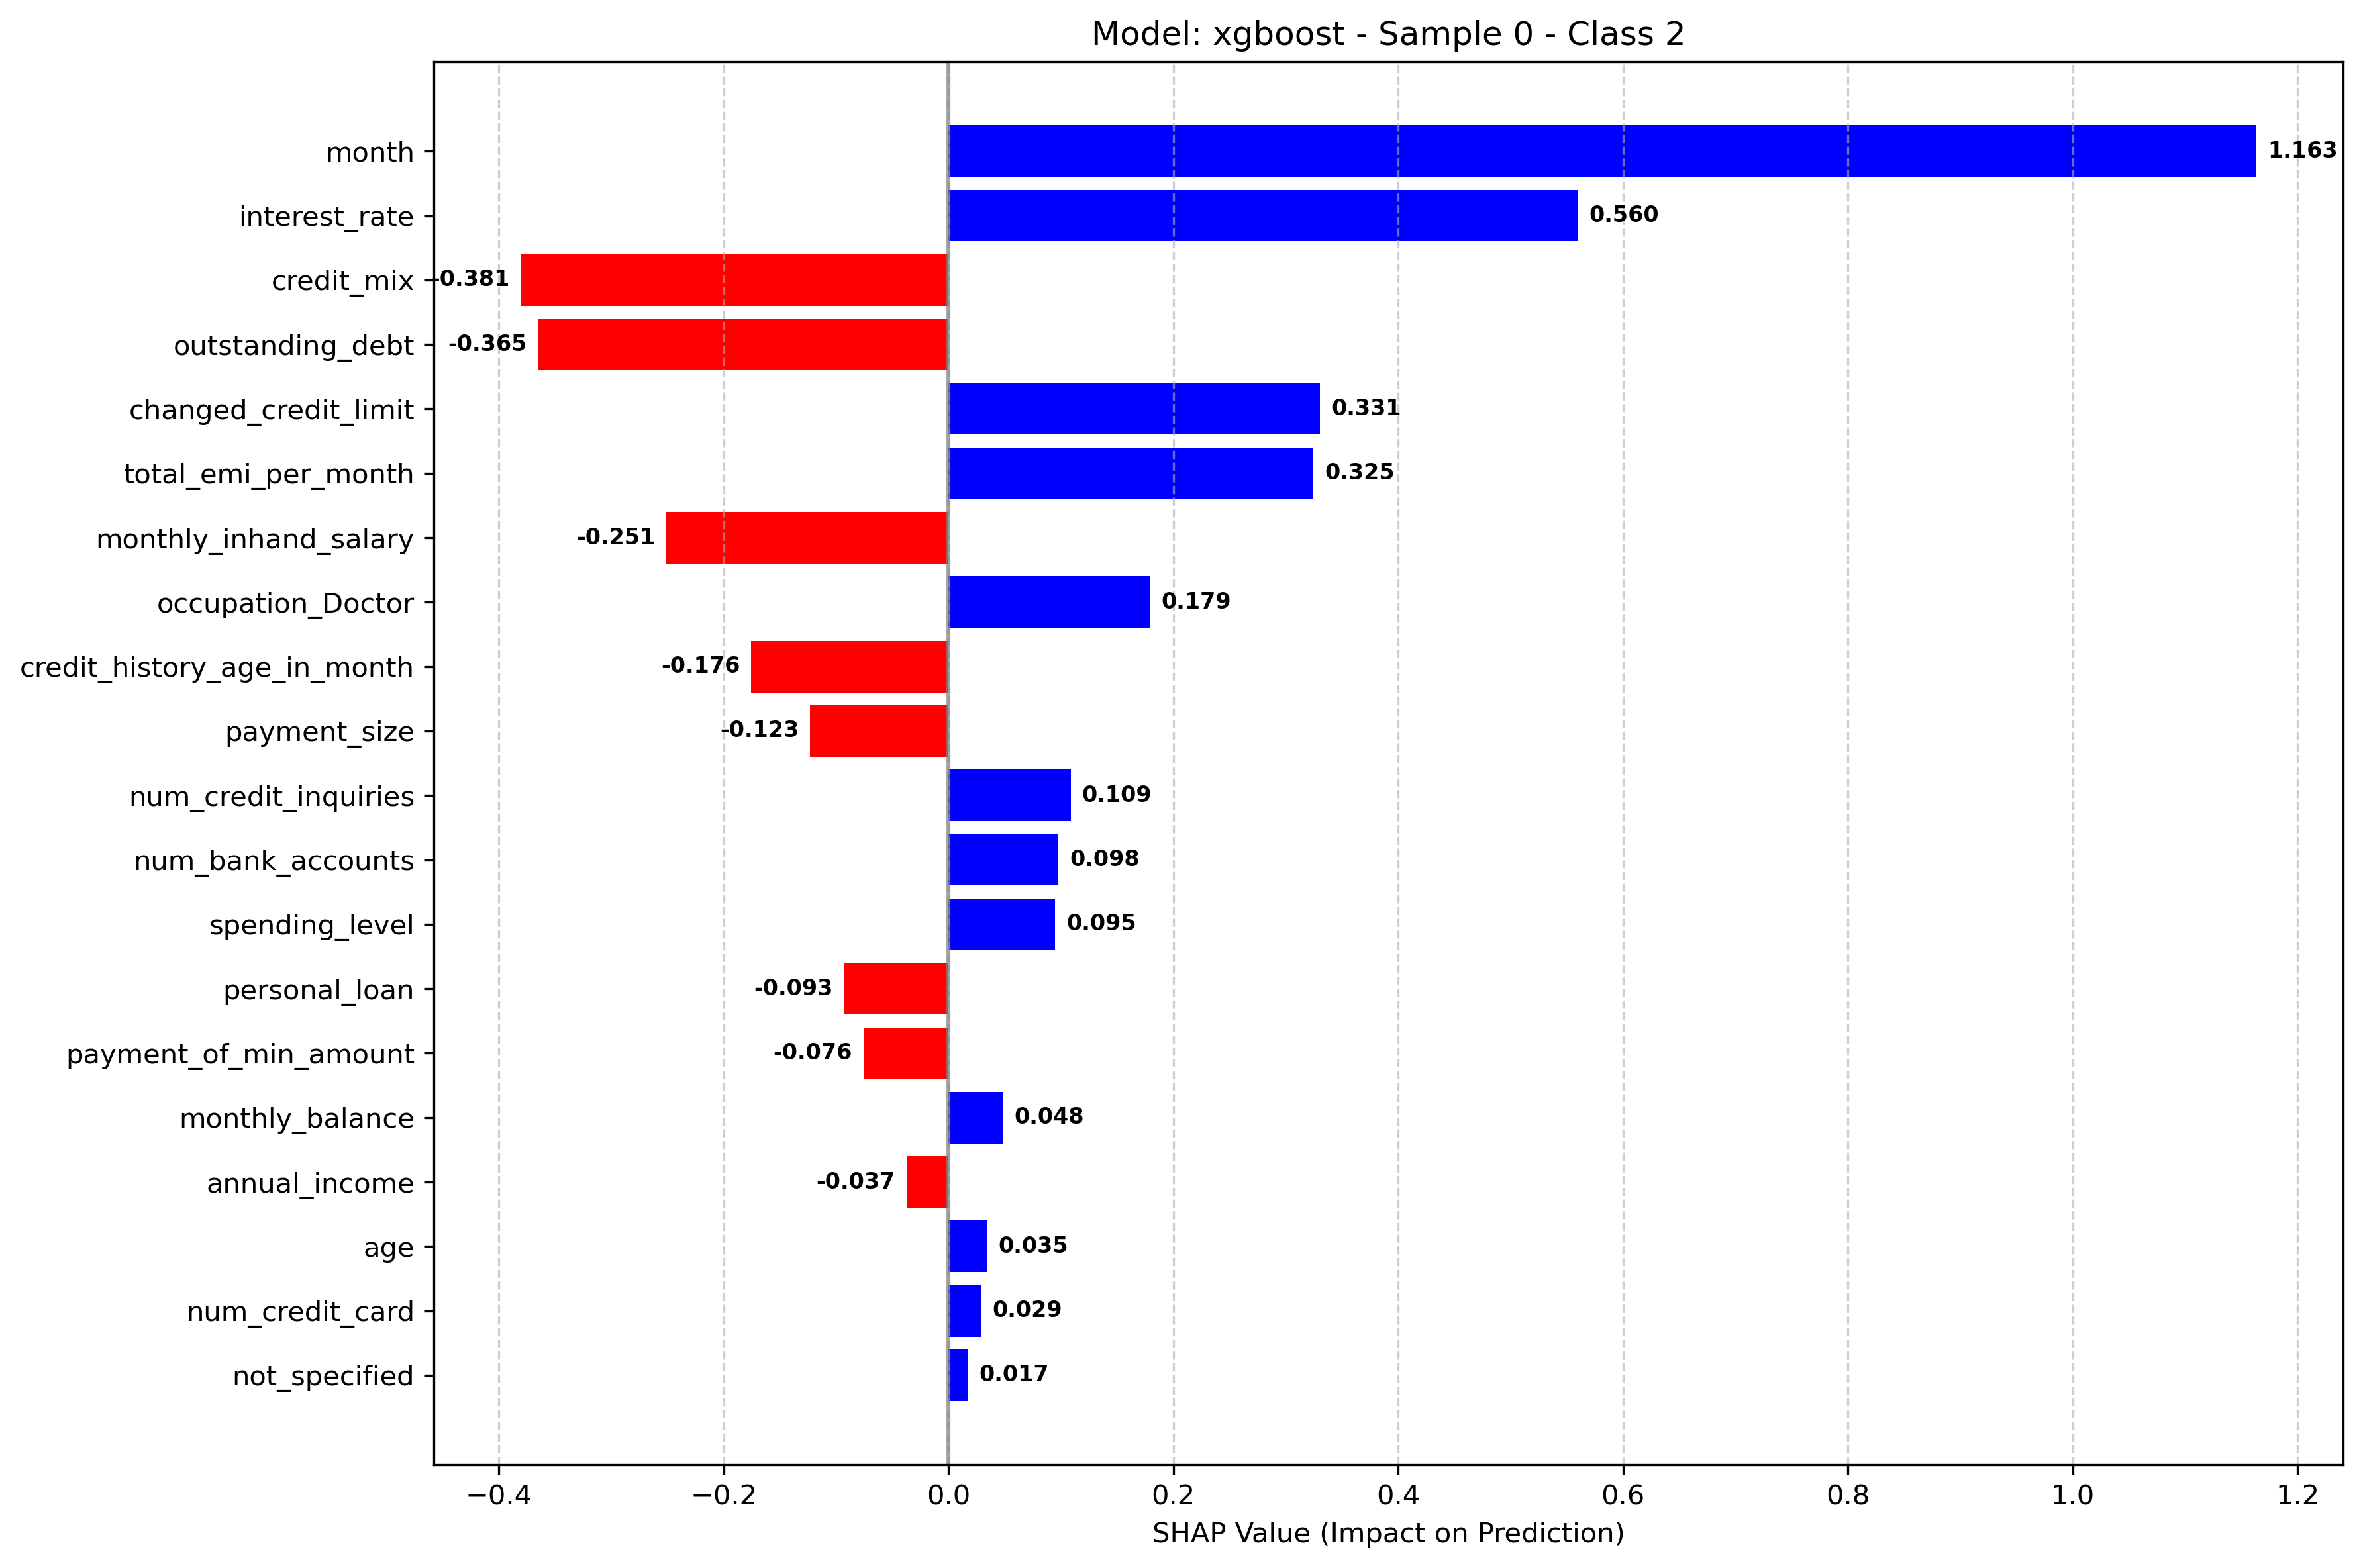 Model: xgboost - Sample 0 - Class 2
month 1.163
interest_rate 0.560
credit_mix -0.381
outstanding_debt -0.365
changed_credit_limit 0.331
total_emi_per_month 0.325
monthly_inhand_salary -0.251
occupation_Doctor 0.179
credit_history_age_in_month -0.176
payment_size -0.123
num_credit_inquiries 0.109
num_bank_accounts 0.098
spending_level 0.095
personal_loan -0.093
payment_of_min_amount -0.076
monthly_balance 0.048
annual_income -0.037
age 0.035
num_credit_card 0.029
not_specified 0.017
−0.4 −0.2 0.0 0.2 0.4 0.6 0.8 1.0 1.2
SHAP Value (Impact on Prediction)